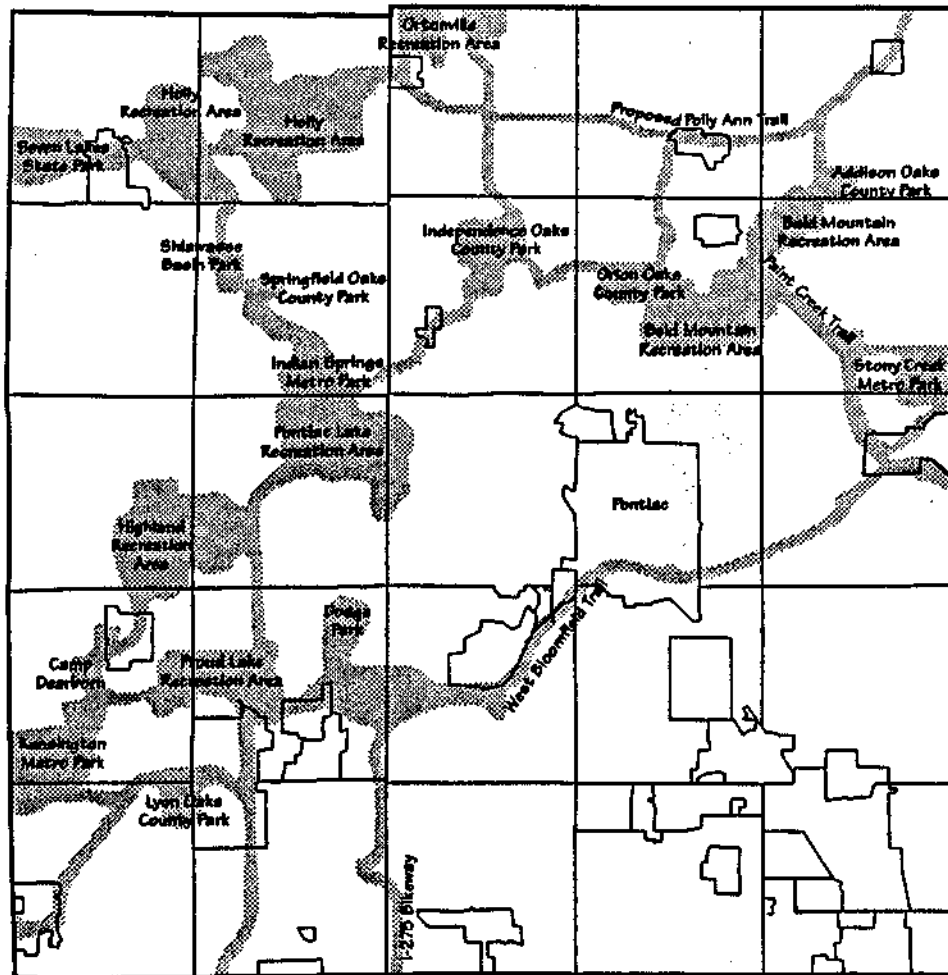 Ortonville
Recreation Area
Holly
Recreation Area
Holly
Recreation Area
Proposed Polly Ann Trail
Seven Lakes
State Park
Addison Oaks
County Park
Independence Oaks
County Park
Bald Mountain
Recreation Area
Shiawassee
Basin Park
Springfield Oaks
County Park
Orion Oaks
County Park
Paint Creek Trail
Bald Mountain
Recreation Area
Indian Springs
Metro Park
Stony Creek
Metro Park
Pontiac Lake
Recreation Area
Pontiac
Highland
Recreation
Area
Dodge
Park
West Bloomfield Trail
Camp
Dearborn
Proud Lake
Recreation Area
Kensington
Metro Park
Lyon Oaks
County Park
I-275 Bikeway